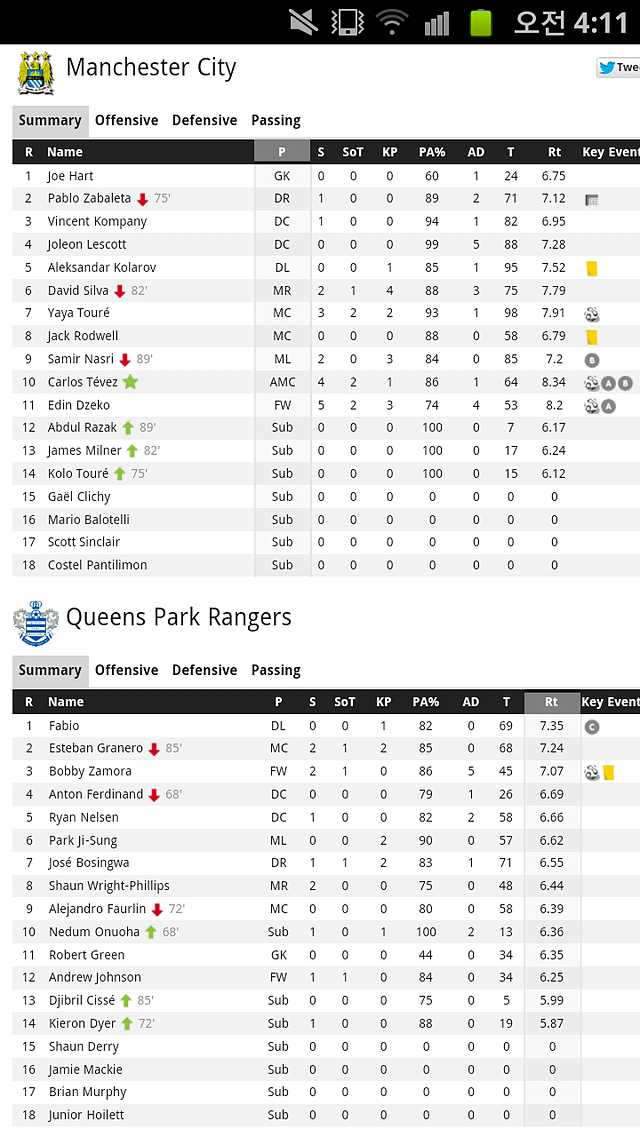 오전 4:11
Manchester City
Twee
Summary Offensive Defensive Passing
R Name P S SoT KP PA% AD T Rt Key Event
1 Joe Hart GK 0 0 0 60 1 24 6.75
2 Pablo Zabaleta 75' DR 1 0 0 89 2 71 7.12
3 Vincent Kompany DC 1 0 0 94 1 82 6.95
4 Joleon Lescott DC 0 0 0 99 5 88 7.28
5 Aleksandar Kolarov DL 0 0 1 85 1 95 7.52
6 David Silva 82' MR 2 1 4 88 3 75 7.79
7 Yaya Touré MC 3 2 2 93 1 98 7.91
8 Jack Rodwell MC 0 0 0 88 0 58 6.79
9 Samir Nasri 89' ML 2 0 3 84 0 85 7.2 B
10 Carlos Tévez AMC 4 2 1 86 1 64 8.34 A B
11 Edin Dzeko FW 5 2 3 74 4 53 8.2 A
12 Abdul Razak 89' Sub 0 0 0 100 0 7 6.17
13 James Milner 82' Sub 0 0 0 100 0 17 6.24
14 Kolo Touré 75' Sub 0 0 0 100 0 15 6.12
15 Gaël Clichy Sub 0 0 0 0 0 0 0
16 Mario Balotelli Sub 0 0 0 0 0 0 0
17 Scott Sinclair Sub 0 0 0 0 0 0 0
18 Costel Pantilimon Sub 0 0 0 0 0 0 0
Queens Park Rangers
Summary Offensive Defensive Passing
R Name P S SoT KP PA% AD T Rt Key Event
1 Fabio DL 0 0 1 82 0 69 7.35 C
2 Esteban Granero 85' MC 2 1 2 85 0 68 7.24
3 Bobby Zamora FW 2 1 0 86 5 45 7.07
4 Anton Ferdinand 68' DC 0 0 0 79 1 26 6.69
5 Ryan Nelsen DC 1 0 0 82 2 58 6.66
6 Park Ji-Sung ML 0 0 2 90 0 57 6.62
7 José Bosingwa DR 1 1 2 83 1 71 6.55
8 Shaun Wright-Phillips MR 2 0 0 75 0 48 6.44
9 Alejandro Faurlin 72' MC 0 0 0 80 0 58 6.39
10 Nedum Onuoha 68' Sub 1 0 1 100 2 13 6.36
11 Robert Green GK 0 0 0 44 0 34 6.35
12 Andrew Johnson FW 1 1 0 84 0 34 6.25
13 Djibril Cissé 85' Sub 0 0 0 75 0 5 5.99
14 Kieron Dyer 72' Sub 1 0 0 88 0 19 5.87
15 Shaun Derry Sub 0 0 0 0 0 0 0
16 Jamie Mackie Sub 0 0 0 0 0 0 0
17 Brian Murphy Sub 0 0 0 0 0 0 0
18 Junior Hoilett Sub 0 0 0 0 0 0 0